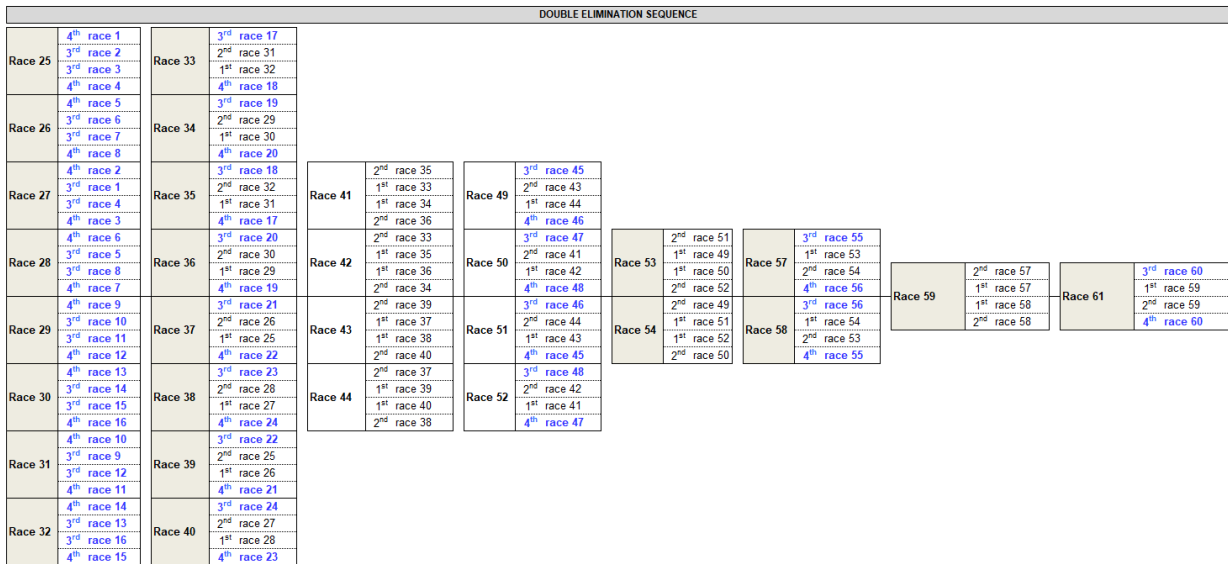 DOUBLE ELIMINATION SEQUENCE
Race 25
4th race 1
3rd race 2
3rd race 3
4th race 4
Race 26
4th race 5
3rd race 6
3rd race 7
4th race 8
Race 27
4th race 2
3rd race 1
3rd race 4
4th race 3
Race 28
4th race 6
3rd race 5
3rd race 8
4th race 7
Race 29
4th race 9
3rd race 10
3rd race 11
4th race 12
Race 30
4th race 13
3rd race 14
3rd race 15
4th race 16
Race 31
4th race 10
3rd race 9
3rd race 12
4th race 11
Race 32
4th race 14
3rd race 13
3rd race 16
4th race 15
Race 33
3rd race 17
2nd race 31
1st race 32
4th race 18
Race 34
3rd race 19
2nd race 29
1st race 30
4th race 20
Race 35
3rd race 18
2nd race 32
1st race 31
4th race 17
Race 36
3rd race 20
2nd race 30
1st race 29
4th race 19
Race 37
3rd race 21
2nd race 26
1st race 25
4th race 22
Race 38
3rd race 23
2nd race 28
1st race 27
4th race 24
Race 39
3rd race 22
2nd race 25
1st race 26
4th race 21
Race 40
3rd race 24
2nd race 27
1st race 28
4th race 23
Race 41
2nd race 35
1st race 33
1st race 34
2nd race 36
Race 42
2nd race 33
1st race 35
1st race 36
2nd race 34
Race 43
2nd race 39
1st race 37
1st race 38
2nd race 40
Race 44
2nd race 37
1st race 39
1st race 40
2nd race 38
Race 49
3rd race 45
2nd race 43
1st race 44
4th race 46
Race 50
3rd race 47
2nd race 41
1st race 42
4th race 48
Race 51
3rd race 46
2nd race 44
1st race 43
4th race 45
Race 52
3rd race 48
2nd race 42
1st race 41
4th race 47
Race 53
2nd race 51
1st race 49
1st race 50
2nd race 52
Race 54
2nd race 49
1st race 51
1st race 52
2nd race 50
Race 57
3rd race 55
1st race 53
2nd race 54
4th race 56
Race 58
3rd race 56
1st race 54
2nd race 53
4th race 55
Race 59
2nd race 57
1st race 57
1st race 58
2nd race 58
Race 61
3rd race 60
1st race 59
2nd race 59
4th race 60